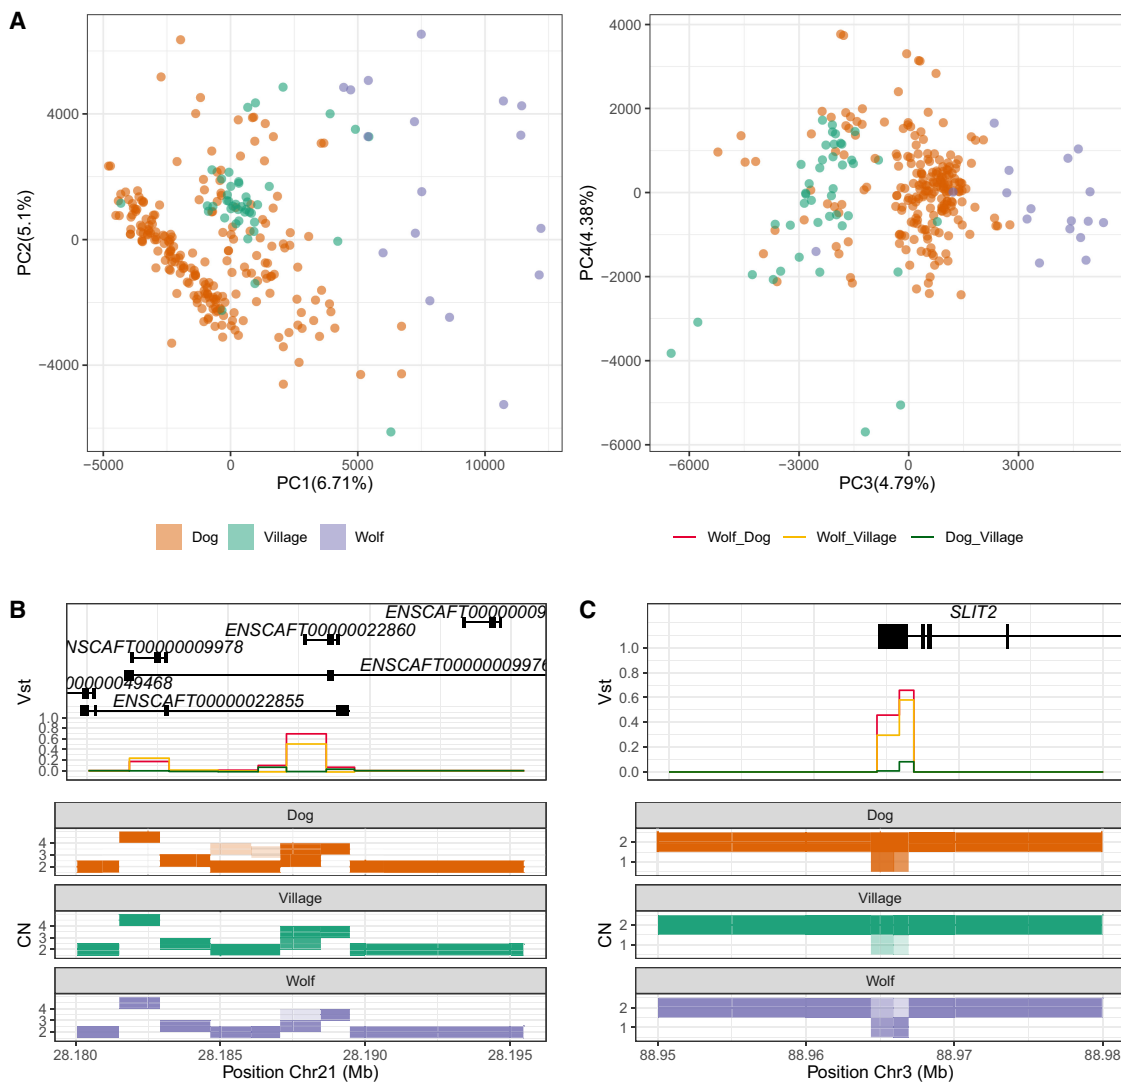 A
4000
0
−4000
PC2(5.1%)
−5000 0 5000 10000
PC1(6.71%)
4000
2000
0
−2000
−4000
−6000
PC4(4.38%)
−6000 −3000 0 3000
PC3(4.79%)
Dog Village Wolf
Wolf_Dog Wolf_Village Dog_Village
B
ENSCAFT00000009
ENSCAFT00000022860
NSCAFT00000009978
ENSCAFT00000009976
00000049468
ENSCAFT00000022855
Vst
1.0
0.8
0.6
0.4
0.2
0.0
Dog
4
3
2
Village
4
3
2
CN
Wolf
4
3
2
28.180 28.185 28.190 28.195
Position Chr21 (Mb)
C
SLIT2
Vst
1.0
0.8
0.6
0.4
0.2
0.0
Dog
2
1
Village
2
1
CN
Wolf
2
1
88.95 88.96 88.97 88.98
Position Chr3 (Mb)